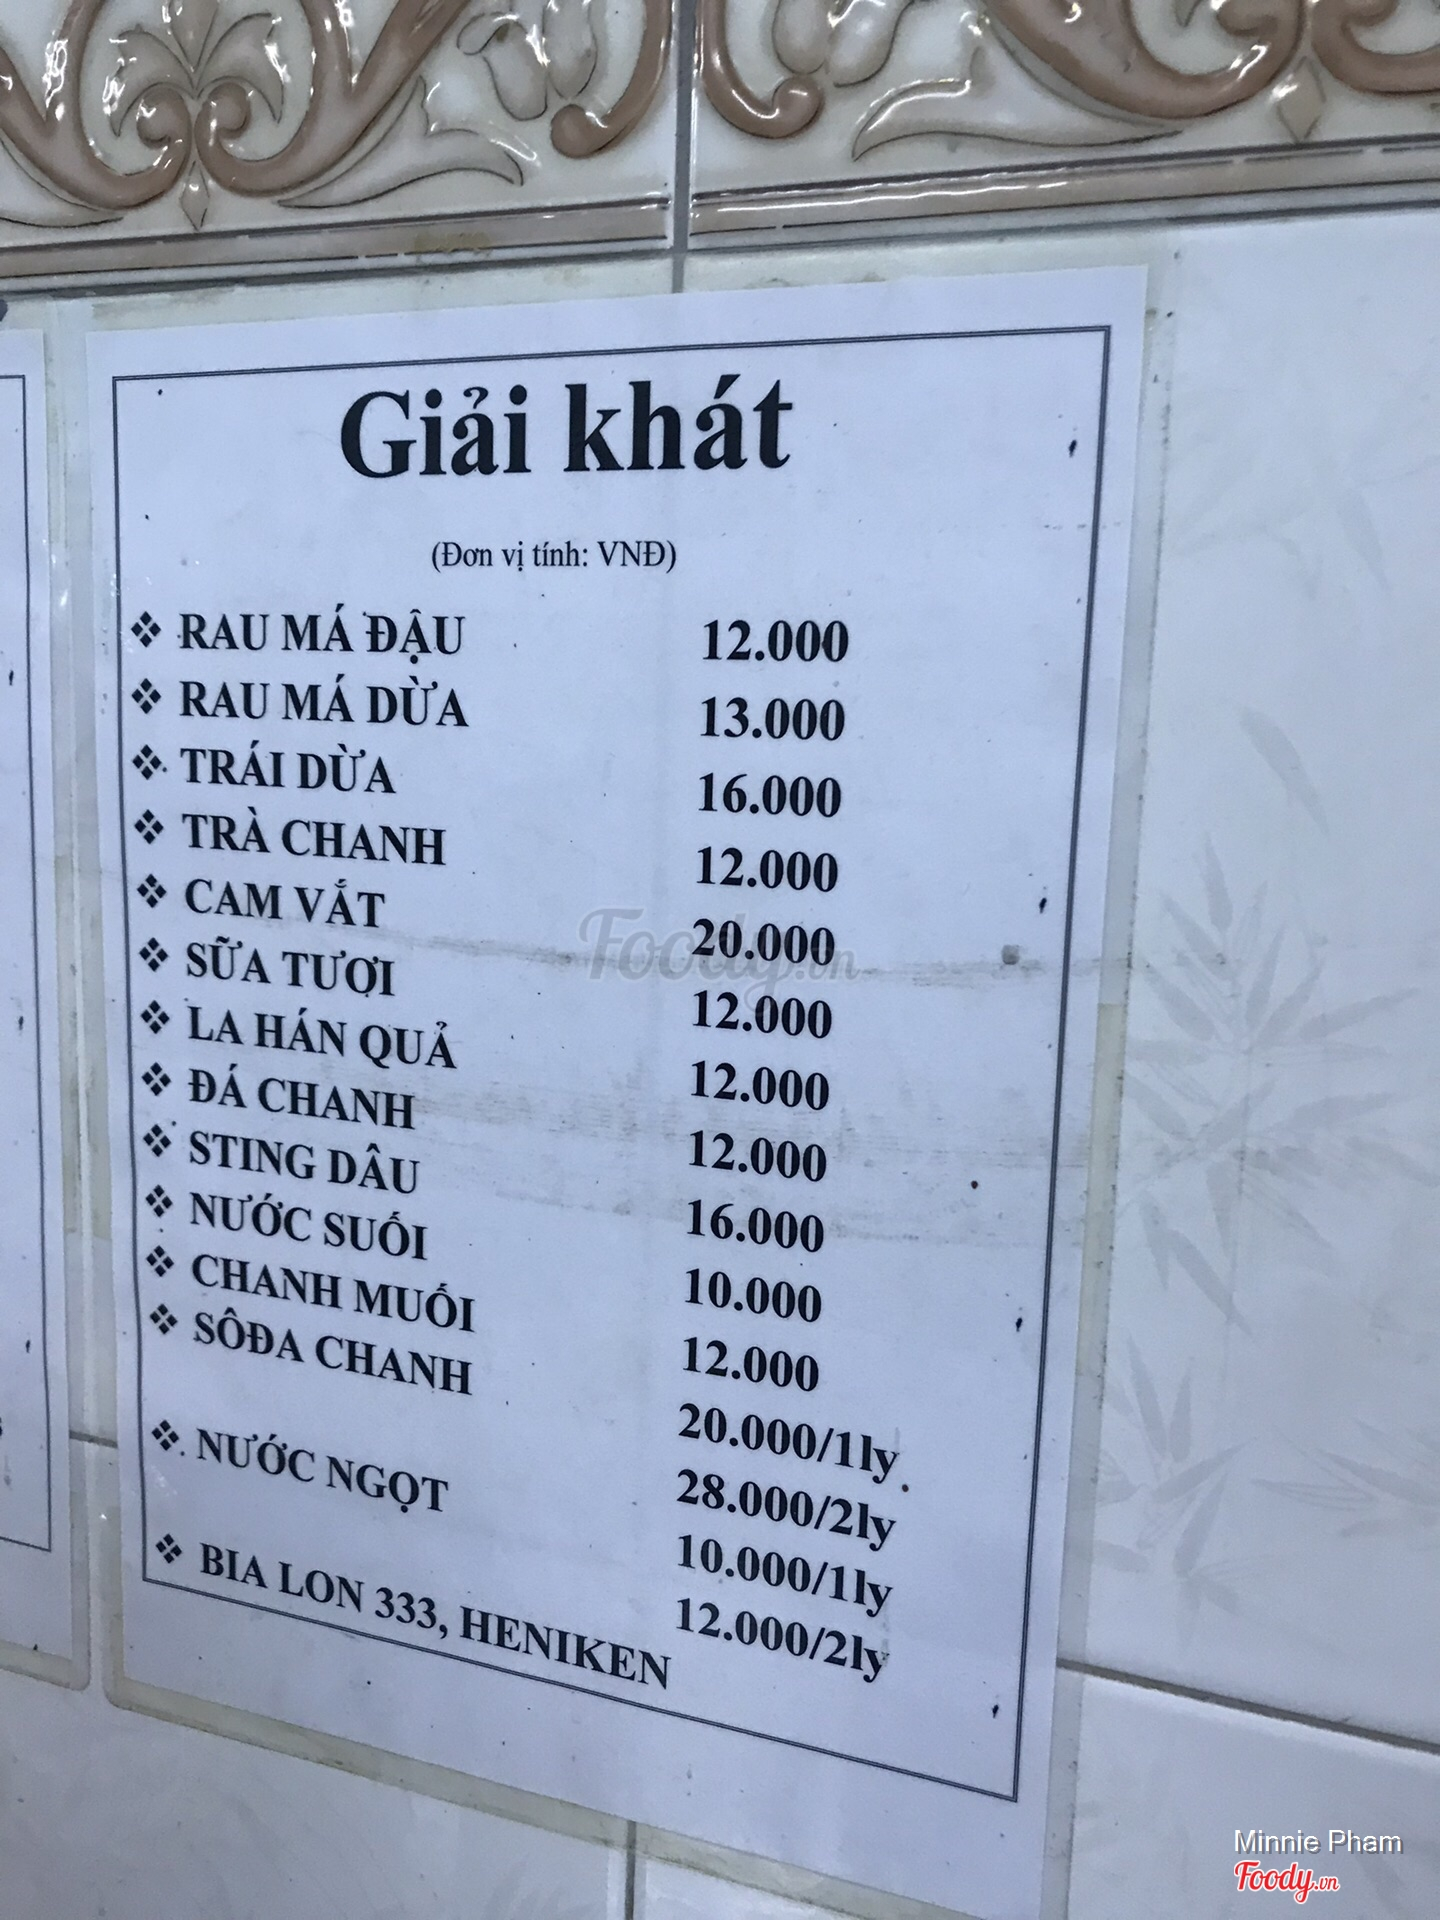 Giải khát
(Đơn vị tính: VNĐ)
❖ RAU MÁ ĐẬU 12.000
❖ RAU MÁ DỪA 13.000
❖ TRÁI DỪA 16.000
❖ TRÀ CHANH 12.000
❖ CAM VẮT 20.000
❖ SỮA TƯƠI 12.000
❖ LA HÁN QUẢ 12.000
❖ ĐÁ CHANH 12.000
❖ STING DÂU 16.000
❖ NƯỚC SUỐI 10.000
❖ CHANH MUỐI 12.000
❖ SÔĐA CHANH 20.000/1ly
28.000/2ly
❖ NƯỚC NGỌT 10.000/1ly
12.000/2ly
❖ BIA LON 333, HENIKEN
Foody.vn
Minnie Pham
Foody.vn